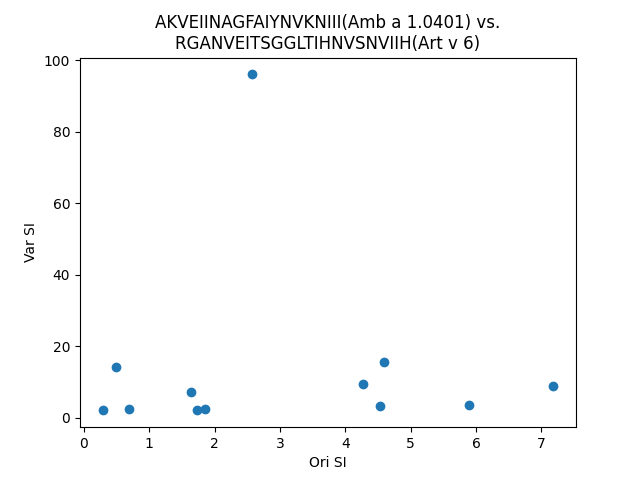 AKVEIINAGFAIYNVKNIII(Amb a 1.0401) vs.
RGANVEITSGGLTIHNVSNVIIH(Art v 6)
100
80
60
40
20
0
Var SI
0 1 2 3 4 5 6 7
Ori SI